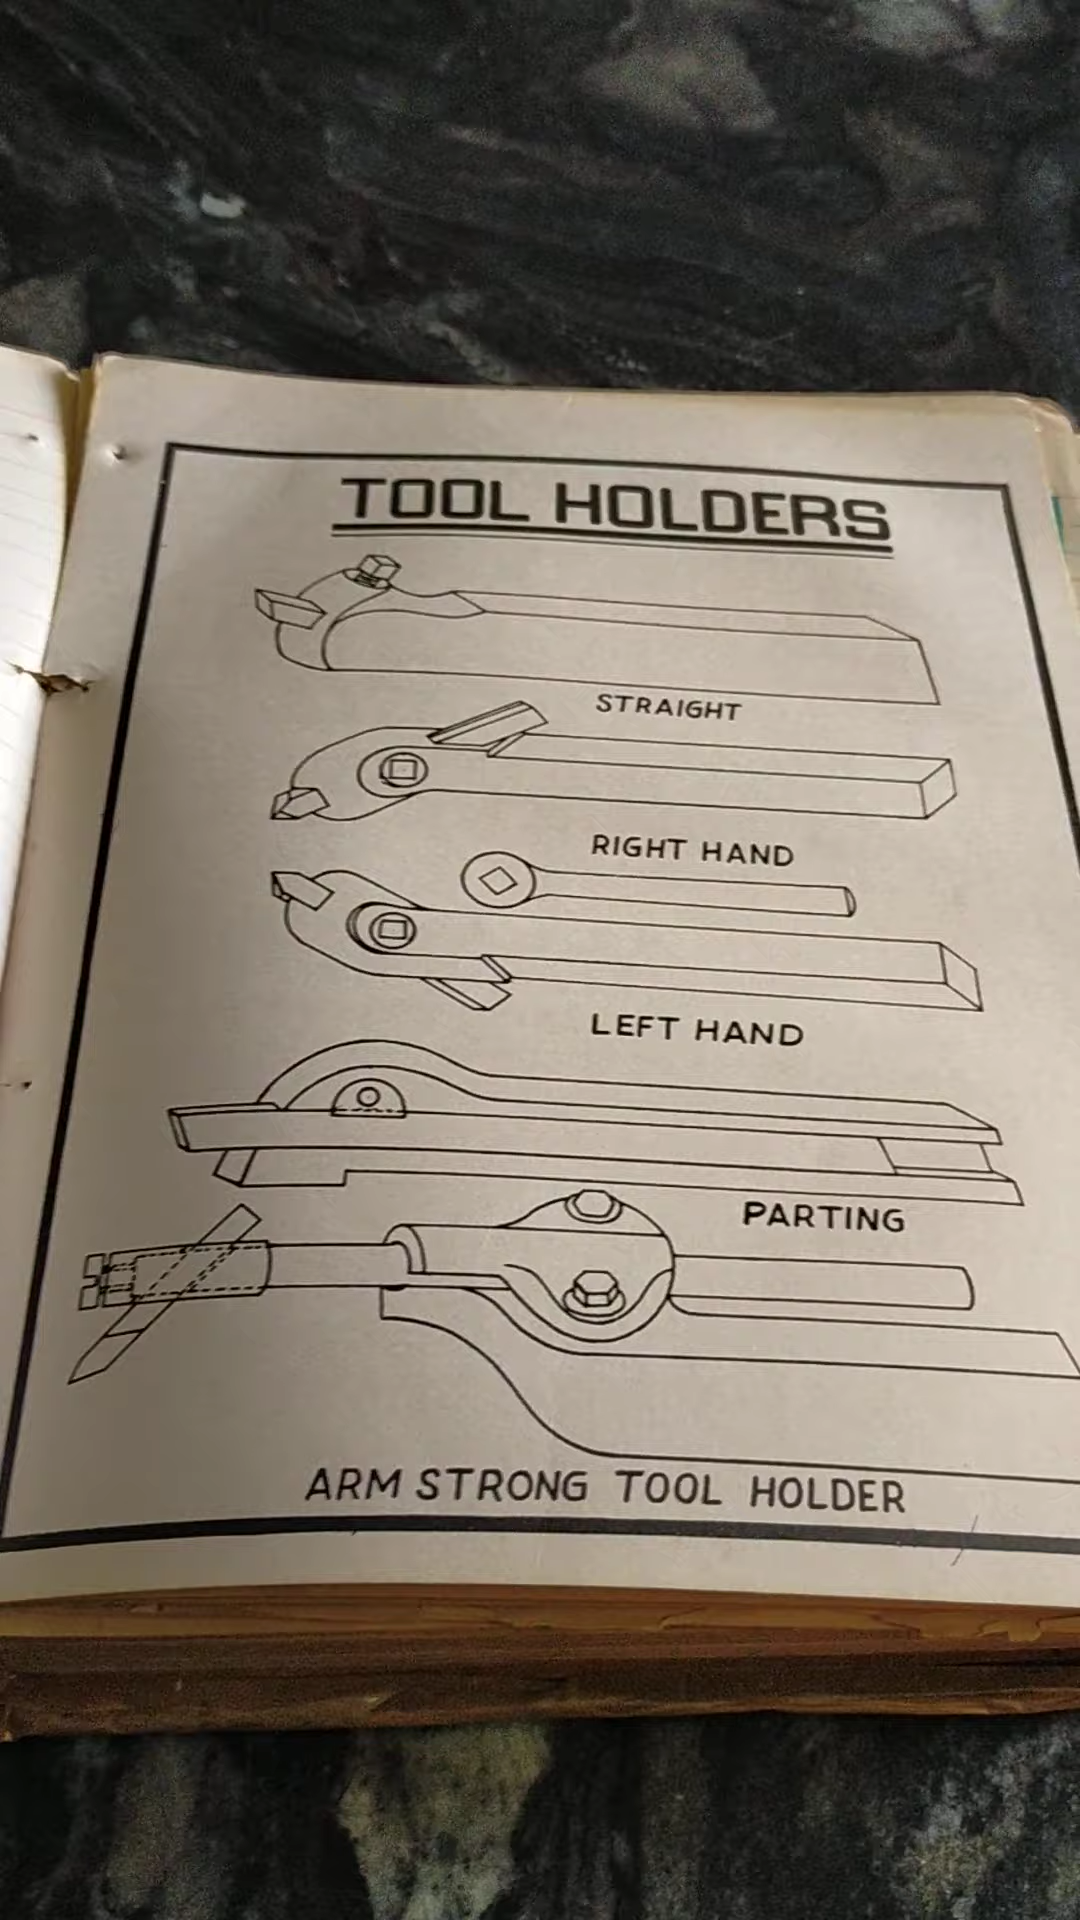 TOOL HOLDERS
STRAIGHT
RIGHT HAND
LEFT HAND
PARTING
ARM STRONG TOOL HOLDER